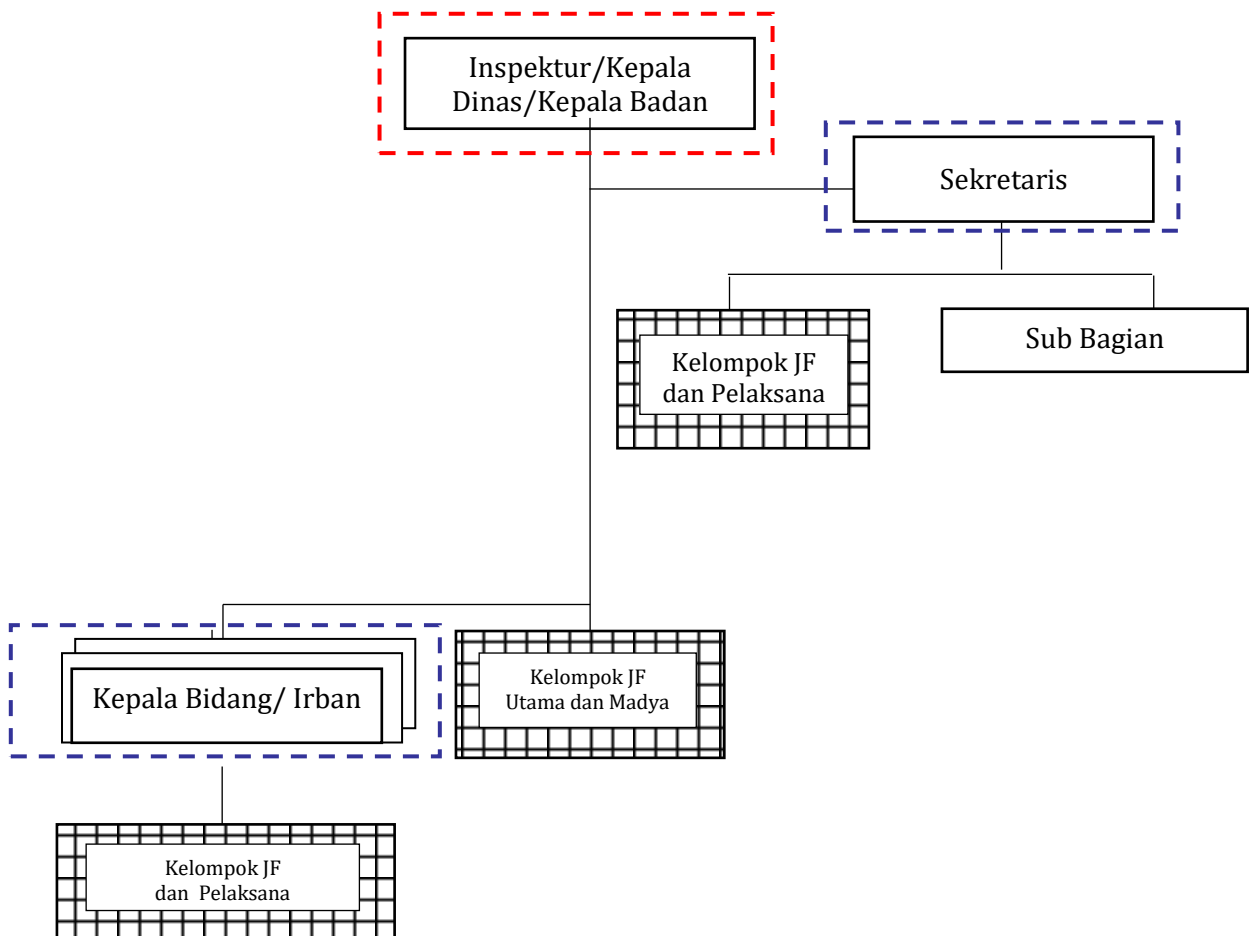 Inspektur/Kepala
Dinas/Kepala Badan
Sekretaris
Kelompok JF
dan Pelaksana
Sub Bagian
Kepala Bidang/ Irban
Kelompok JF
Utama dan Madya
Kelompok JF
dan Pelaksana